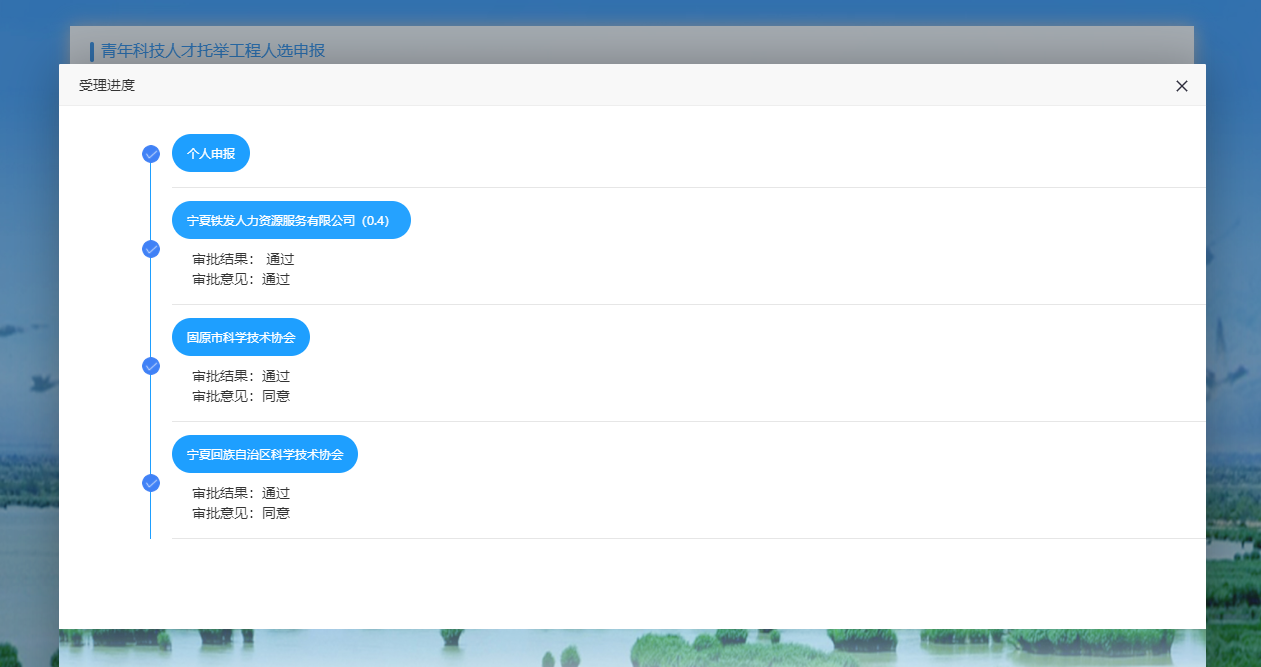 青年科技人才托举工程人选申报
受理进度
个人申报
宁夏铁发人力资源服务有限公司（0.4）
审批结果： 通过
审批意见：通过
固原市科学技术协会
审批结果：通过
审批意见：同意
宁夏回族自治区科学技术协会
审批结果：通过
审批意见：同意